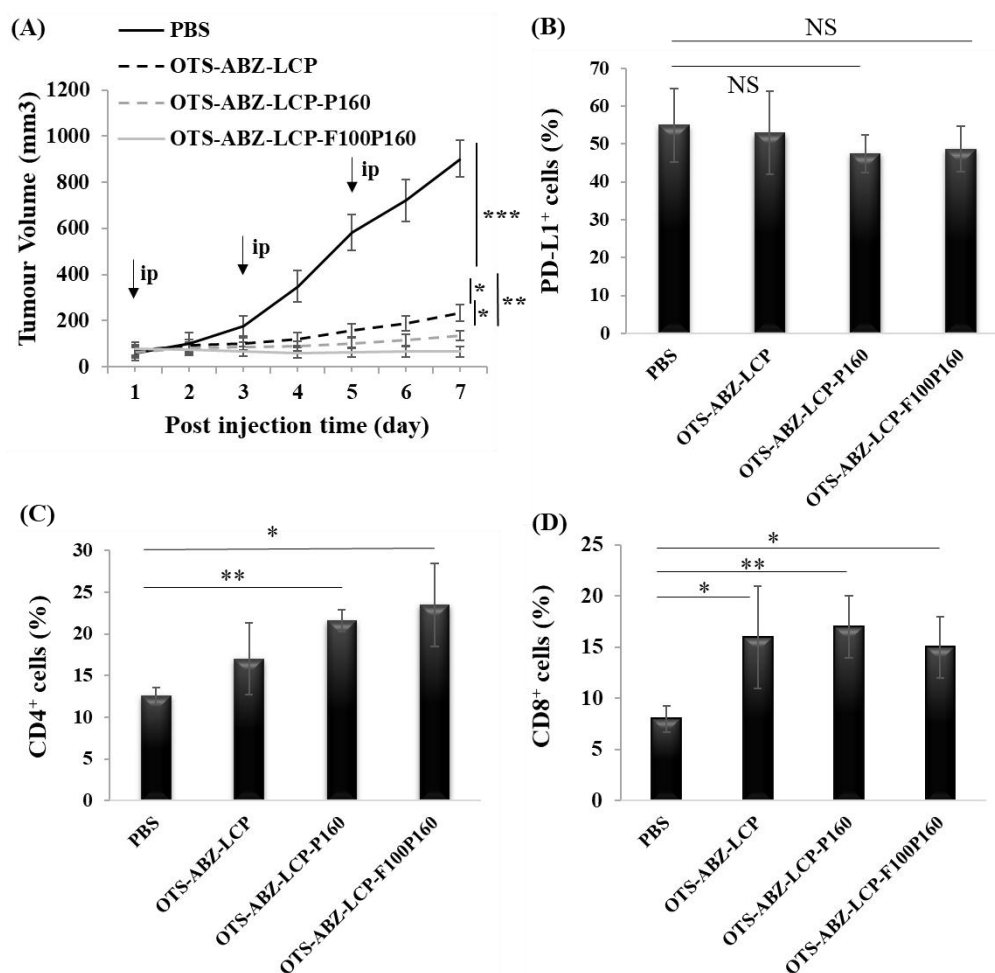 (A)
PBS
OTS-ABZ-LCP
OTS-ABZ-LCP-P160
OTS-ABZ-LCP-F100P160
Tumour Volume (mm3)
1200
1000
800
600
400
200
0
ip
ip
ip
***
*
*
**
1 2 3 4 5 6 7
Post injection time (day)
(B)
NS
NS
PD-L1+ cells (%)
70
60
50
40
30
20
10
0
PBS
OTS-ABZ-LCP
OTS-ABZ-LCP-P160
OTS-ABZ-LCP-F100P160
(C)
*
**
CD4+ cells (%)
30
25
20
15
10
5
0
PBS
OTS-ABZ-LCP
OTS-ABZ-LCP-P160
OTS-ABZ-LCP-F100P160
(D)
*
**
*
CD8+ cells (%)
25
20
15
10
5
0
PBS
OTS-ABZ-LCP
OTS-ABZ-LCP-P160
OTS-ABZ-LCP-F100P160